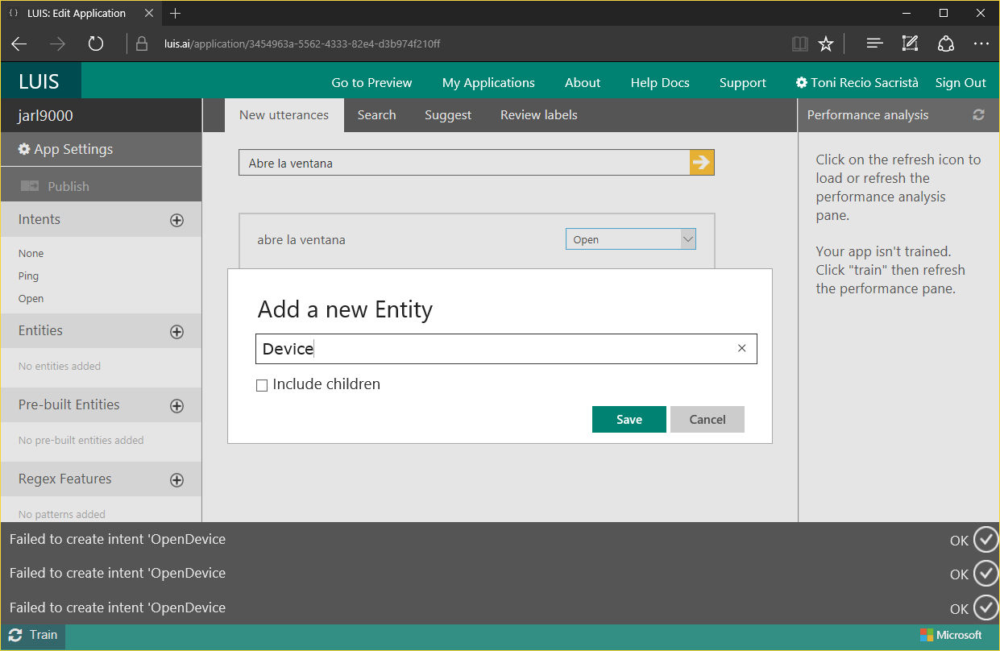 LUIS: Edit Application
luis.ai/application/3454963a-5562-4333-82e4-d3b974f210ff
LUIS
Go to Preview
My Applications
About
Help Docs
Support
Toni Recio Sacristà
Sign Out
jarl9000
New utterances
Search
Suggest
Review labels
Performance analysis
App Settings
Publish
Abre la ventana
Click on the refresh icon to
load or refresh the
performance analysis
pane.
Your app isn't trained.
Click "train" then refresh
the performance pane.
Intents
None
Ping
Open
abre la ventana
Open
Entities
No entities added
Pre-built Entities
No pre-built entities added
Regex Features
No patterns added
Add a new Entity
Device
Include children
Save
Cancel
Failed to create intent 'OpenDevice
OK
Failed to create intent 'OpenDevice
OK
Failed to create intent 'OpenDevice
OK
Train
Microsoft